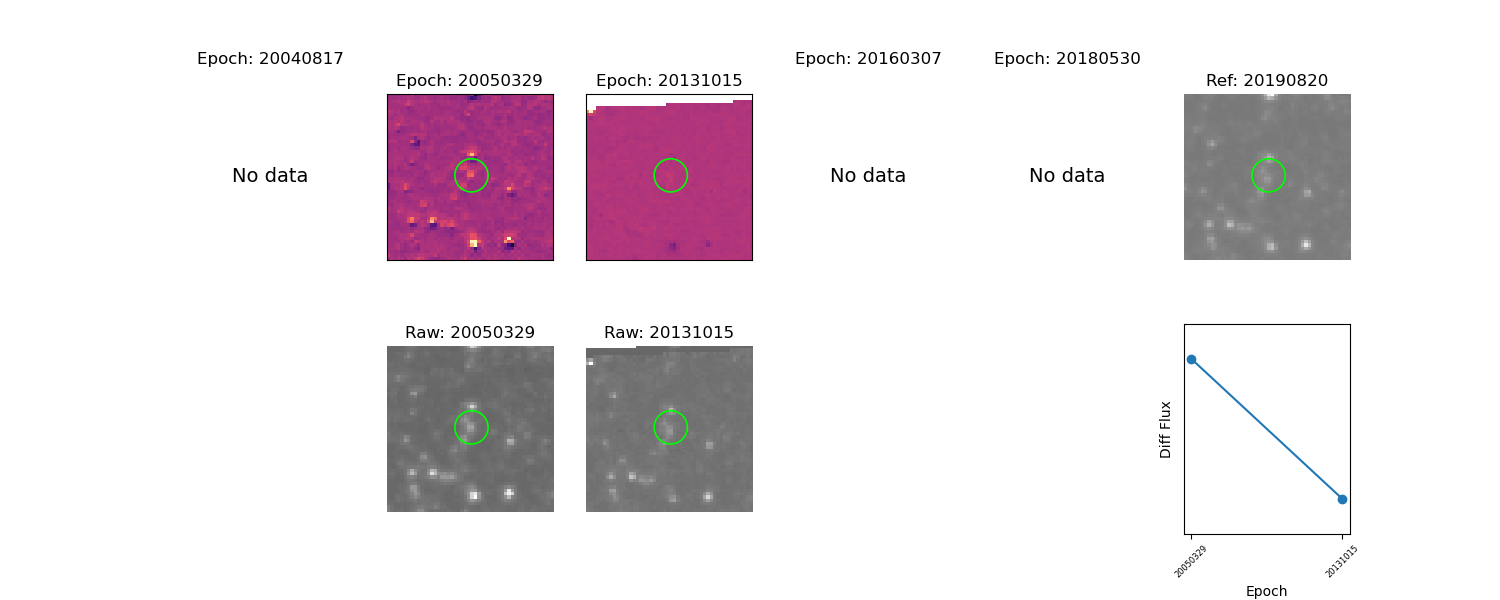 Epoch: 20040817
Epoch: 20050329
Epoch: 20131015
Epoch: 20160307
Epoch: 20180530
Ref: 20190820
No data
No data
No data
Raw: 20050329
Raw: 20131015
Diff Flux
20050329
20131015
Epoch